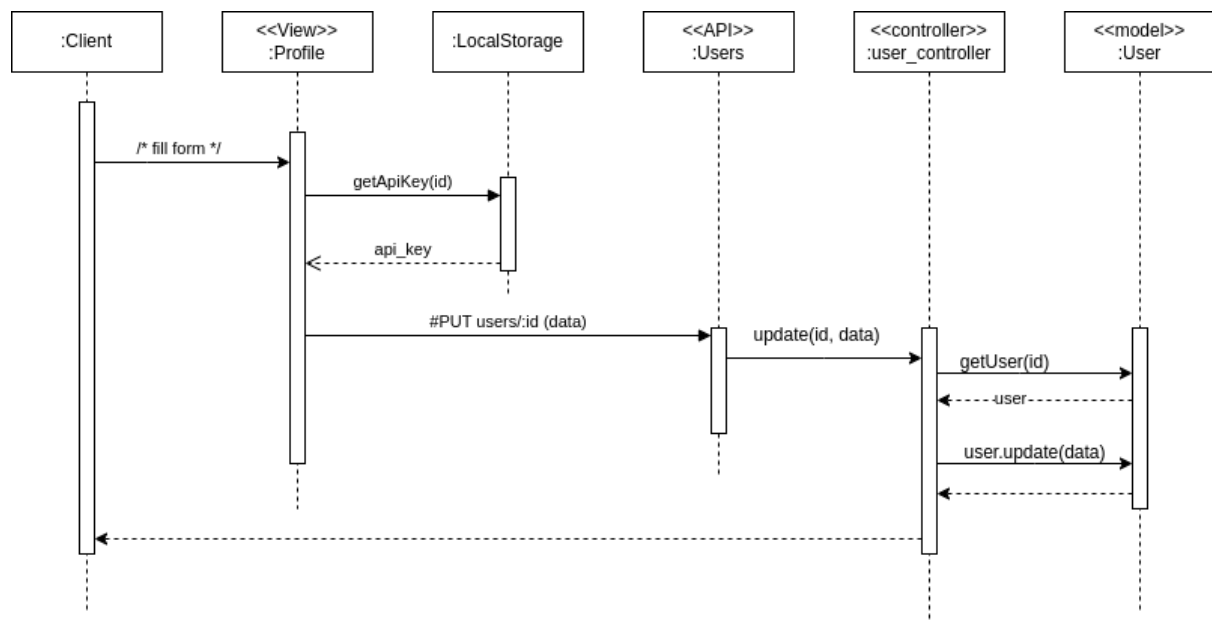 :Client
<<View>>
:Profile
:LocalStorage
<<API>>
:Users
<<controller>>
:user_controller
<<model>>
:User
/* fill form */
getApiKey(id)
api_key
#PUT users/:id (data)
update(id, data)
getUser(id)
user
user.update(data)